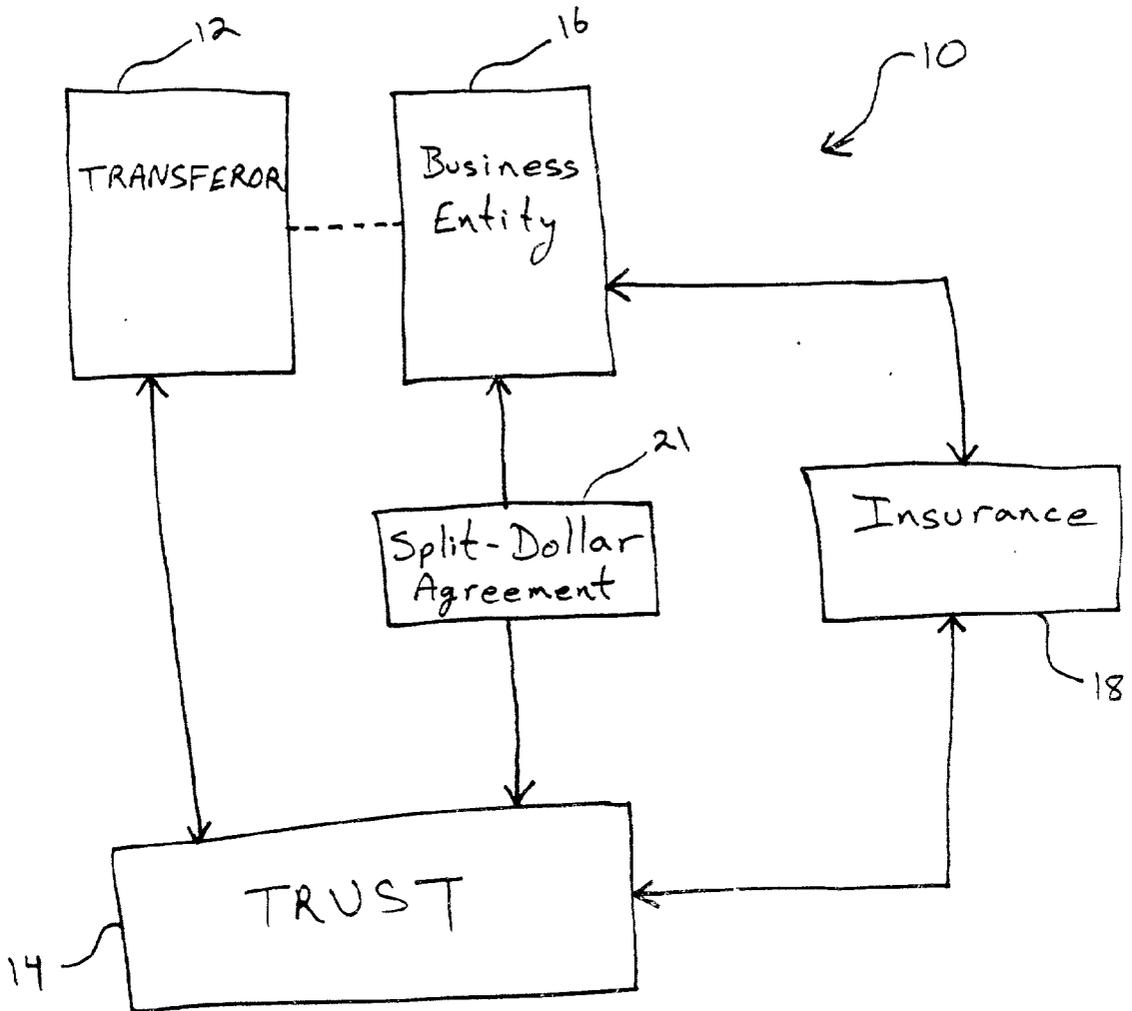 12
16
10
TRANSFEROR
Business
Entity
21
Split-Dollar
Agreement
Insurance
18
TRUST
14